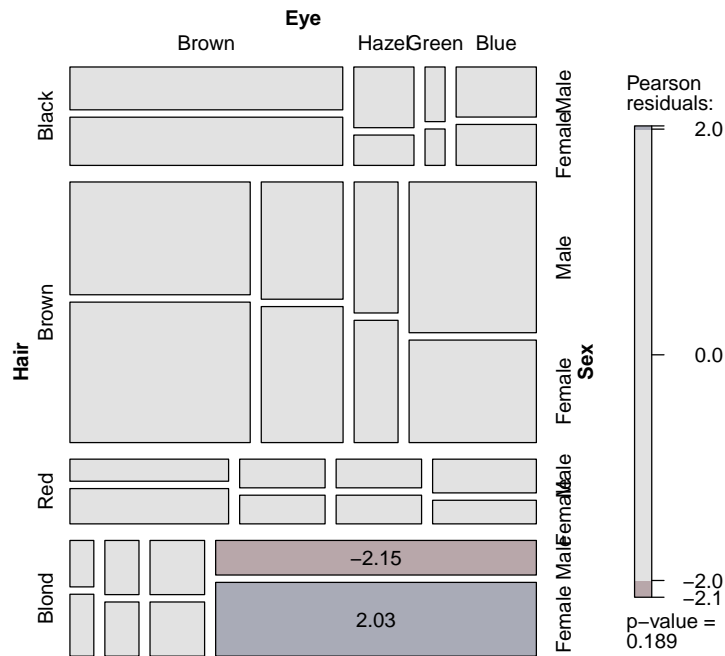 Eye
Brown Hazel Green Blue
Hair
Black
Brown
Red
Blond
Sex
Male
Female
Male
Female
Male
Female
Male
Female
−2.15
2.03
Pearson
residuals:
2.0
0.0
−2.0
−2.1
p−value =
0.189